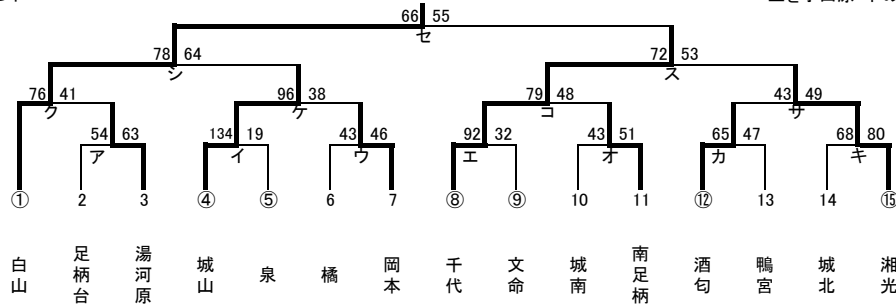 66 55
セ
78 64 72 53
シ ス
76 41 96 38 79 48 43 49
ク ケ コ サ
54 63 134 19 43 46 92 32 43 51 65 47 68 80
ア イ ウ エ オ カ キ
① 2 3 ④ ⑤ 6 7 ⑧ ⑨ 10 11 ⑫ 13 14 ⑮
白山 足柄台 湯河原 城山 泉 橘 岡本 千代 文命 城南 南足柄 酒匂 鴨宮 城北 湘光